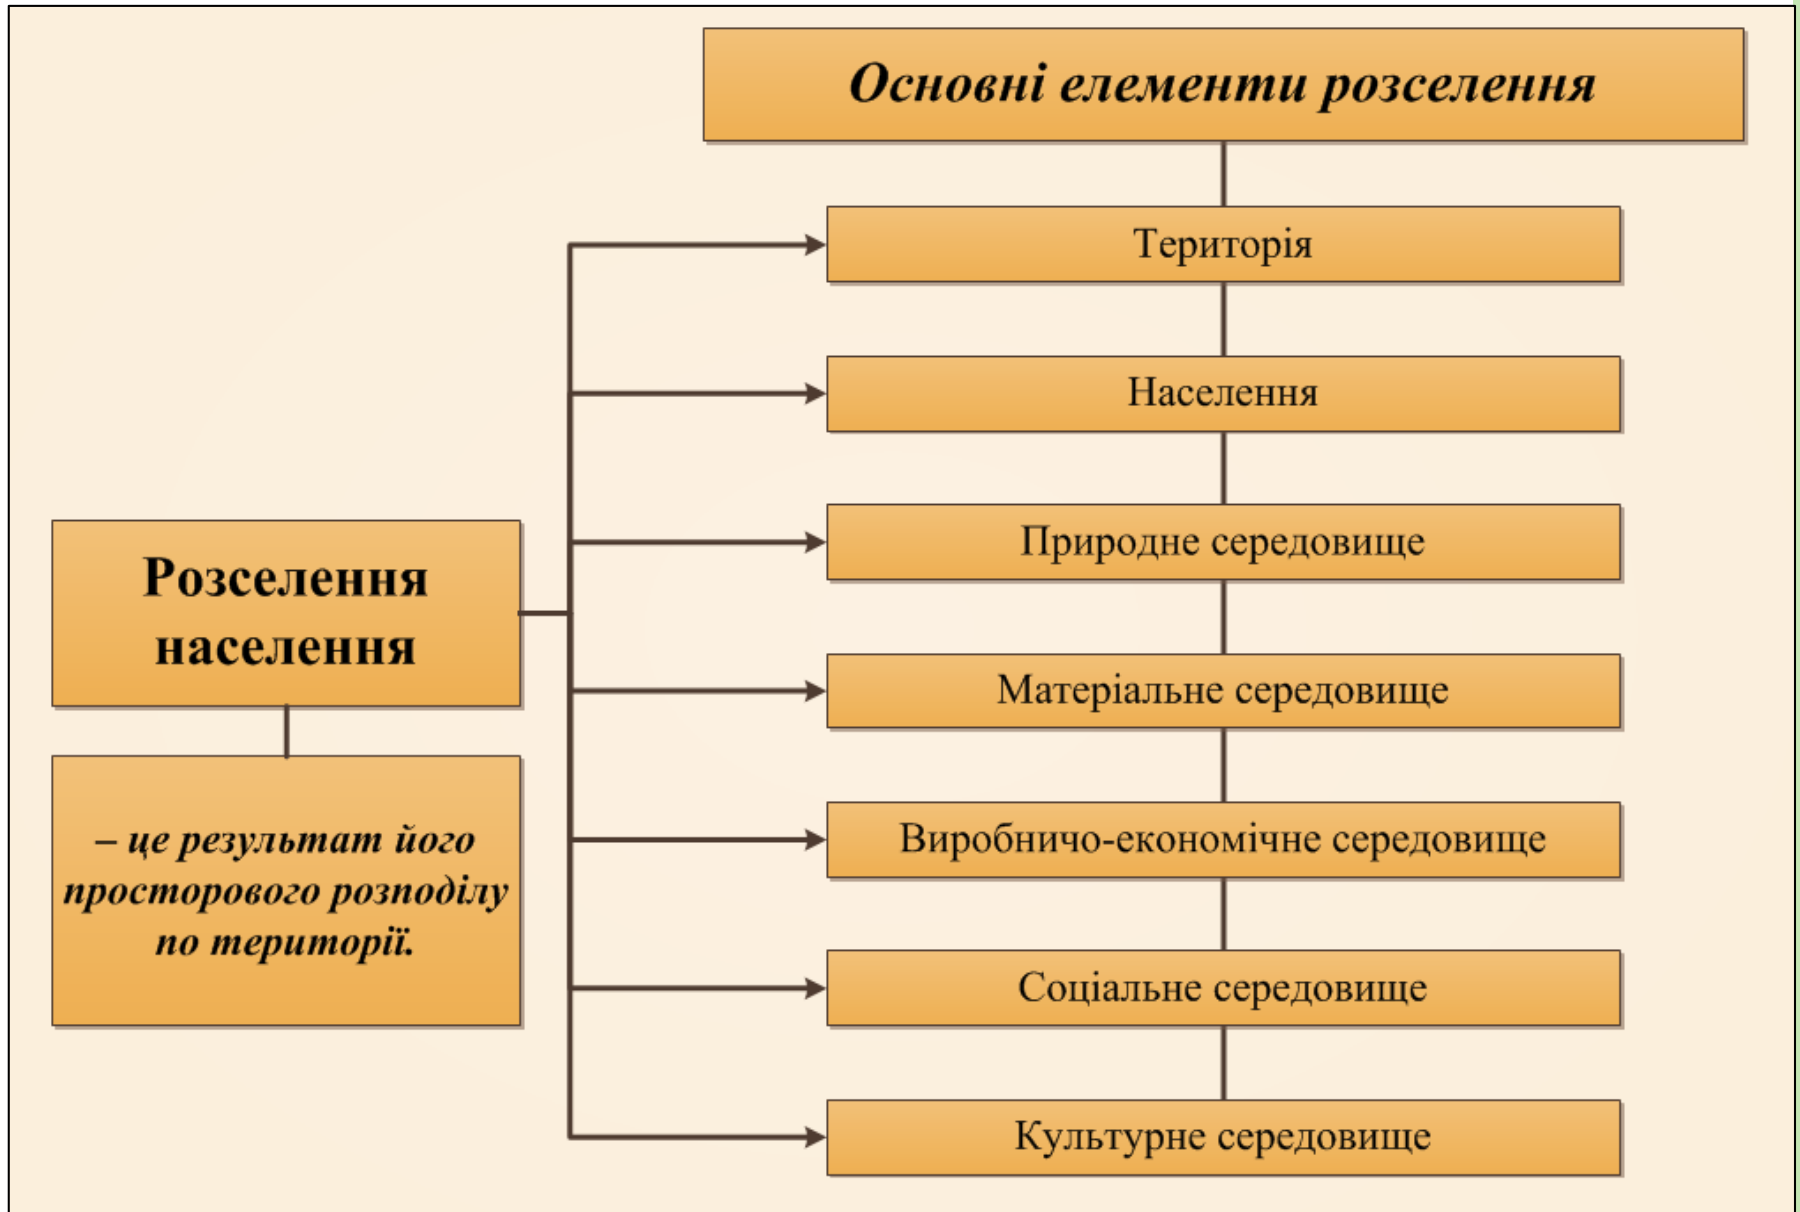 Основні елементи розселення
Територія
Населення
Природне середовище
Розселення
населення
Матеріальне середовище
– це результат його
просторового розподілу
по території.
Виробничо-економічне середовище
Соціальне середовище
Культурне середовище